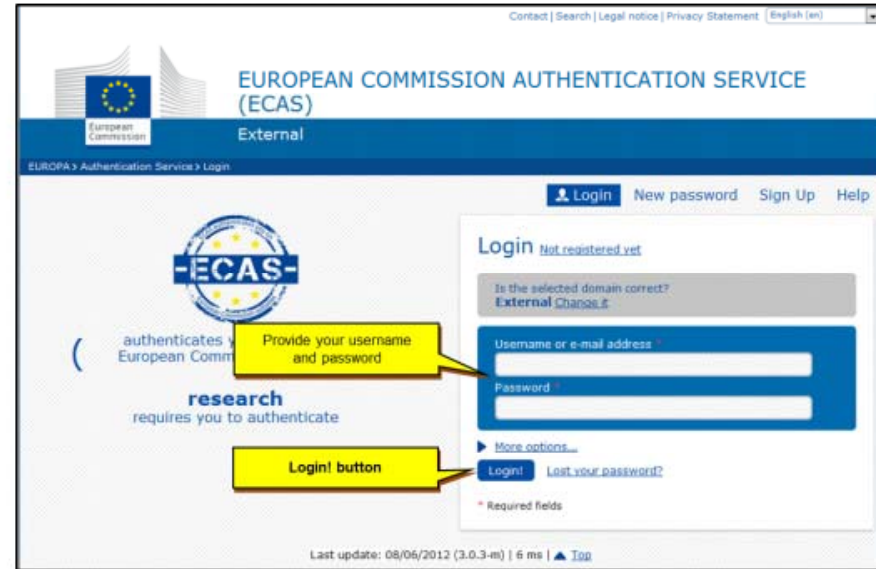 Contact | Search | Legal notice | Privacy Statement English (en)
EUROPEAN COMMISSION AUTHENTICATION SERVICE
(ECAS)
European
Commission
External
EUROPA > Authentication Service > Login
Login New password Sign Up Help
ECAS
authenticates y
European Comm
research
requires you to authenticate
Provide your username
and password
Login! button
Login Not registered yet
Is the selected domain correct?
External Change it
Username or e-mail address *
Password *
More options...
Login! Lost your password?
* Required fields
Last update: 08/06/2012 (3.0.3-m) | 6 ms | Top